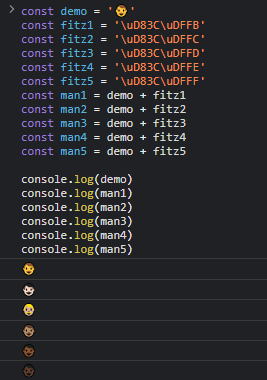 const demo = '👨'
const fitz1 = '\uD83C\uDFFB'
const fitz2 = '\uD83C\uDFFC'
const fitz3 = '\uD83C\uDFFD'
const fitz4 = '\uD83C\uDFFE'
const fitz5 = '\uD83C\uDFFF'
const man1 = demo + fitz1
const man2 = demo + fitz2
const man3 = demo + fitz3
const man4 = demo + fitz4
const man5 = demo + fitz5

console.log(demo)
console.log(man1)
console.log(man2)
console.log(man3)
console.log(man4)
console.log(man5)
👨
👨🏻
👨🏼
👨🏽
👨🏾
👨🏿